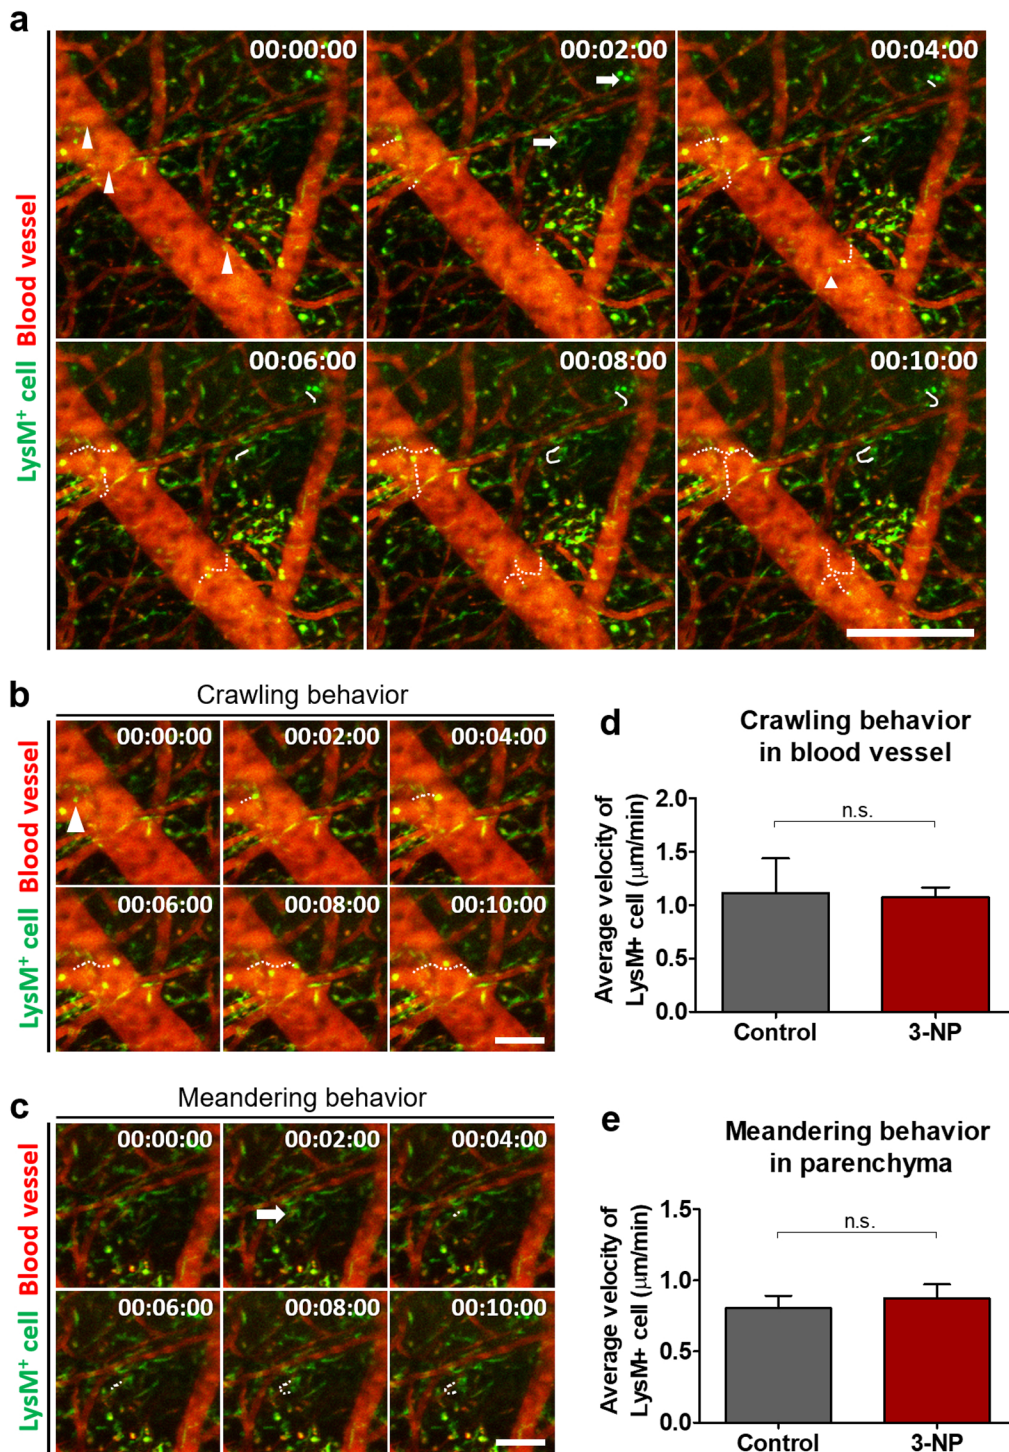 a
LysM⁺ cell Blood vessel
00:00:00
00:02:00
00:04:00
00:06:00
00:08:00
00:10:00
b
Crawling behavior
LysM⁺ cell Blood vessel
00:00:00
00:02:00
00:04:00
00:06:00
00:08:00
00:10:00
c
Meandering behavior
LysM⁺ cell Blood vessel
00:00:00
00:02:00
00:04:00
00:06:00
00:08:00
00:10:00
d
Crawling behavior
in blood vessel
Average velocity of
LysM+ cell (μm/min)
2.0
1.5
1.0
0.5
0.0
n.s.
Control
3-NP
e
Meandering behavior
in parenchyma
Average velocity of
LysM+ cell (μm/min)
1.5
1.0
0.5
0.0
n.s.
Control
3-NP